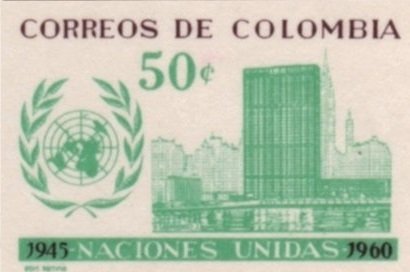 CORREOS DE COLOMBIA
50¢
1945-NACIONES UNIDAS-1960